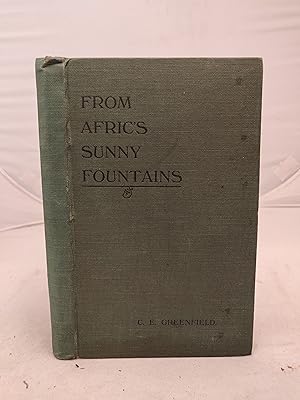 FROM
AFRIC'S
SUNNY
FOUNTAINS
C. E. GREENFIELD.